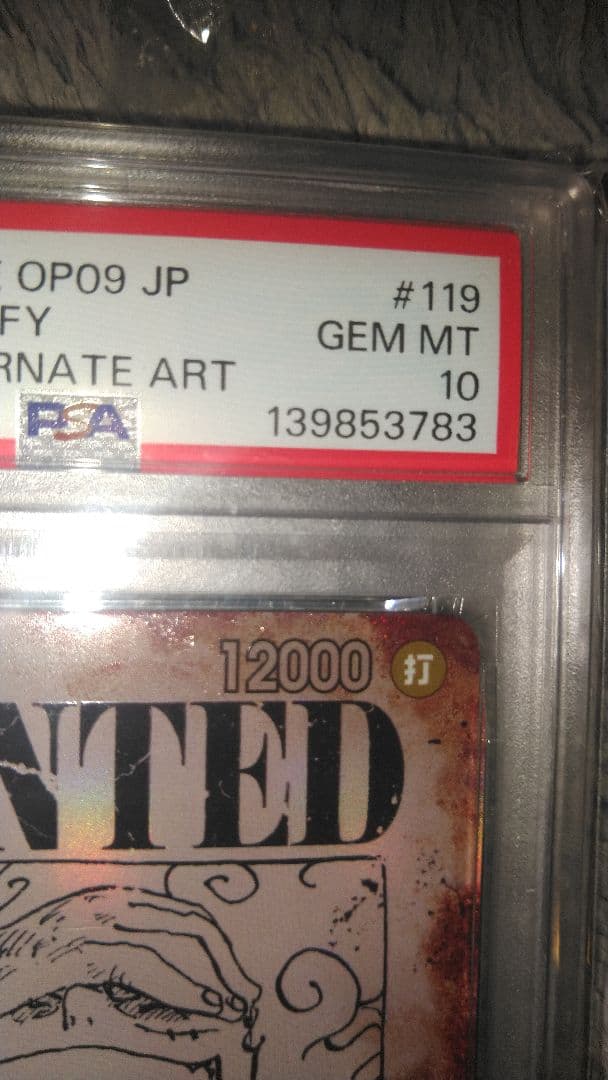 OP09 JP
#119
FY
GEM MT
RNATE ART
10
PSA
139853783
12000 打
NTED